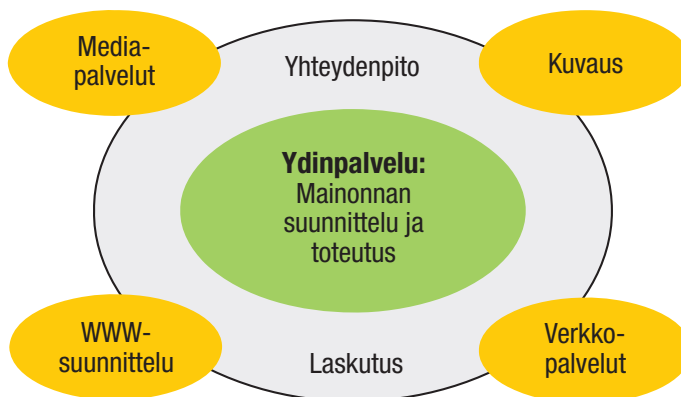 Media-
palvelut
Yhteydenpito
Kuvaus
Ydinpalvelu:
Mainonnan
suunnittelu ja
toteutus
WWW-
suunnittelu
Laskutus
Verkko-
palvelut